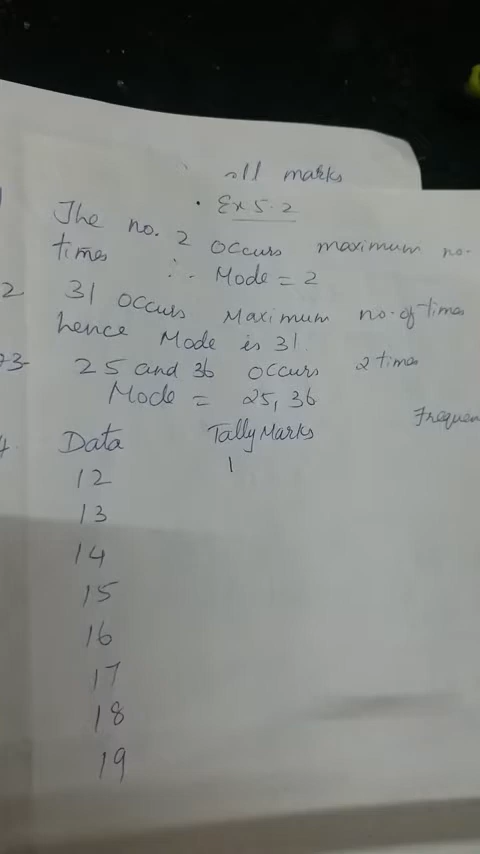 all marks
Ex 5.2
The no. 2 occurs maximum no.
times ∴ Mode = 2
2 31 occurs Maximum no. of times
hence Mode is 31.
3- 25 and 36 occurs 2 times
Mode = 25, 36
4. Data Tally Marks Frequen
12 |
13
14
15
16
17
18
19